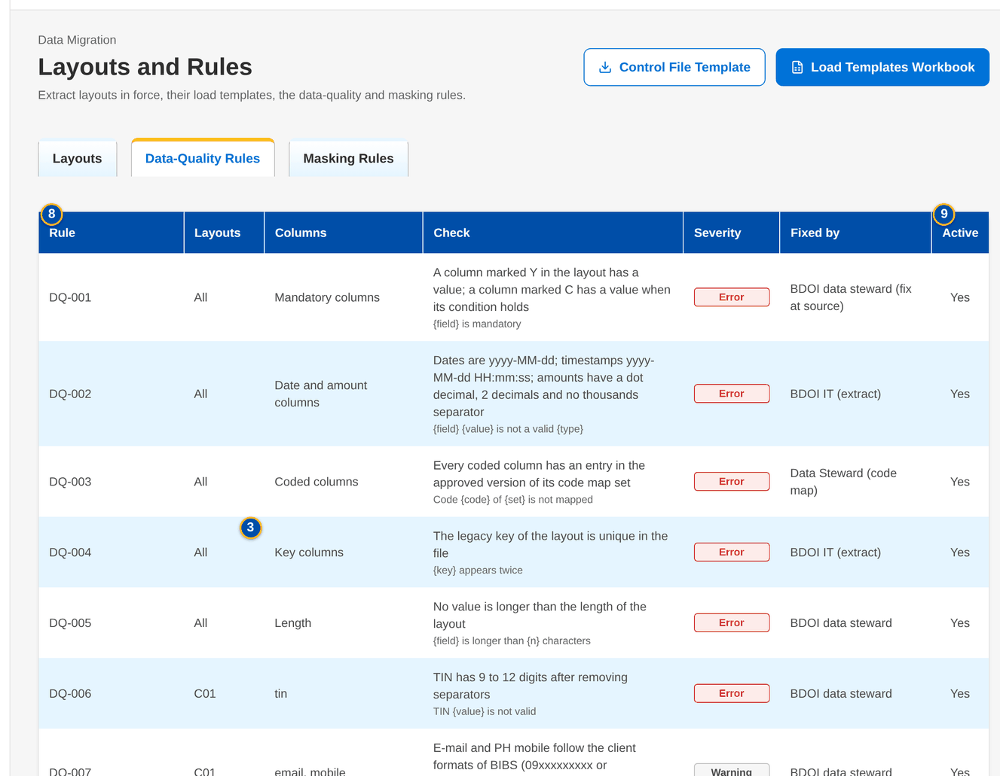 Data Migration
Layouts and Rules
Control File Template
Load Templates Workbook
Extract layouts in force, their load templates, the data-quality and masking rules.
Layouts
Data-Quality Rules
Masking Rules
8
9
Rule
Layouts
Columns
Check
Severity
Fixed by
Active
DQ-001
All
Mandatory columns
A column marked Y in the layout has a
value; a column marked C has a value when
its condition holds
{field} is mandatory
Error
BDOI data steward (fix
at source)
Yes
DQ-002
All
Date and amount
columns
Dates are yyyy-MM-dd; timestamps yyyy-
MM-dd HH:mm:ss; amounts have a dot
decimal, 2 decimals and no thousands
separator
{field} {value} is not a valid {type}
Error
BDOI IT (extract)
Yes
DQ-003
All
Coded columns
Every coded column has an entry in the
approved version of its code map set
Code {code} of {set} is not mapped
Error
Data Steward (code
map)
Yes
3
DQ-004
All
Key columns
The legacy key of the layout is unique in the
file
{key} appears twice
Error
BDOI IT (extract)
Yes
DQ-005
All
Length
No value is longer than the length of the
layout
{field} is longer than {n} characters
Error
BDOI data steward
Yes
DQ-006
C01
tin
TIN has 9 to 12 digits after removing
separators
TIN {value} is not valid
Error
BDOI data steward
Yes
DQ-007
C01
email, mobile
E-mail and PH mobile follow the client
formats of BIBS (09xxxxxxxxx or
Warning
BDOI data steward
Yes